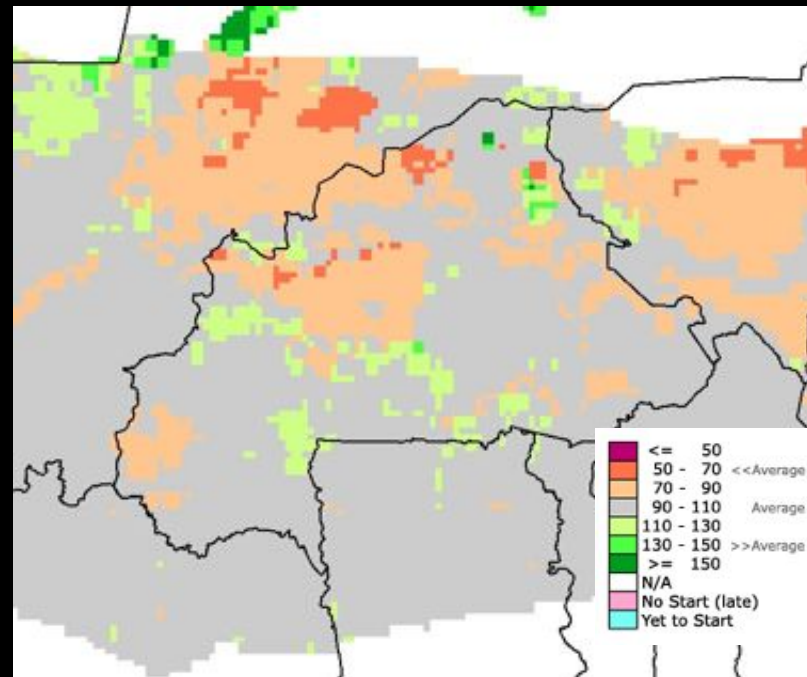 <= 50
50 - 70 <<Average
70 - 90
90 - 110 Average
110 - 130
130 - 150 >>Average
>= 150
N/A
No Start (late)
Yet to Start